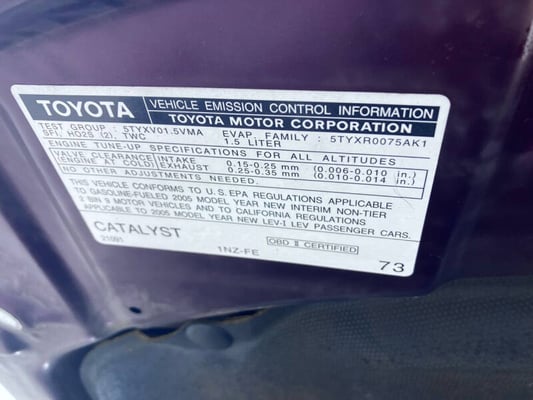 TOYOTA VEHICLE EMISSION CONTROL INFORMATION
TOYOTA MOTOR CORPORATION
TEST GROUP : 5TYXV01.5VMA EVAP. FAMILY : 5TYXR0075AK1
SFI, HO2S (2), TWC 1.5 LITER
ENGINE TUNE-UP SPECIFICATIONS FOR ALL ALTITUDES
VALVE CLEARANCE INTAKE 0.15-0.25 mm (0.006-0.010 in.)
(ENGINE AT COLD) EXHAUST 0.25-0.35 mm (0.010-0.014 in.)
NO OTHER ADJUSTMENTS NEEDED.
THIS VEHICLE CONFORMS TO U.S. EPA REGULATIONS APPLICABLE
TO GASOLINE-FUELED 2005 MODEL YEAR NEW INTERIM NON-TIER
2 BIN 9 MOTOR VEHICLES AND TO CALIFORNIA REGULATIONS
APPLICABLE TO 2005 MODEL YEAR NEW LEV-I LEV PASSENGER CARS.
CATALYST
21091 1NZ-FE OBD II CERTIFIED 73